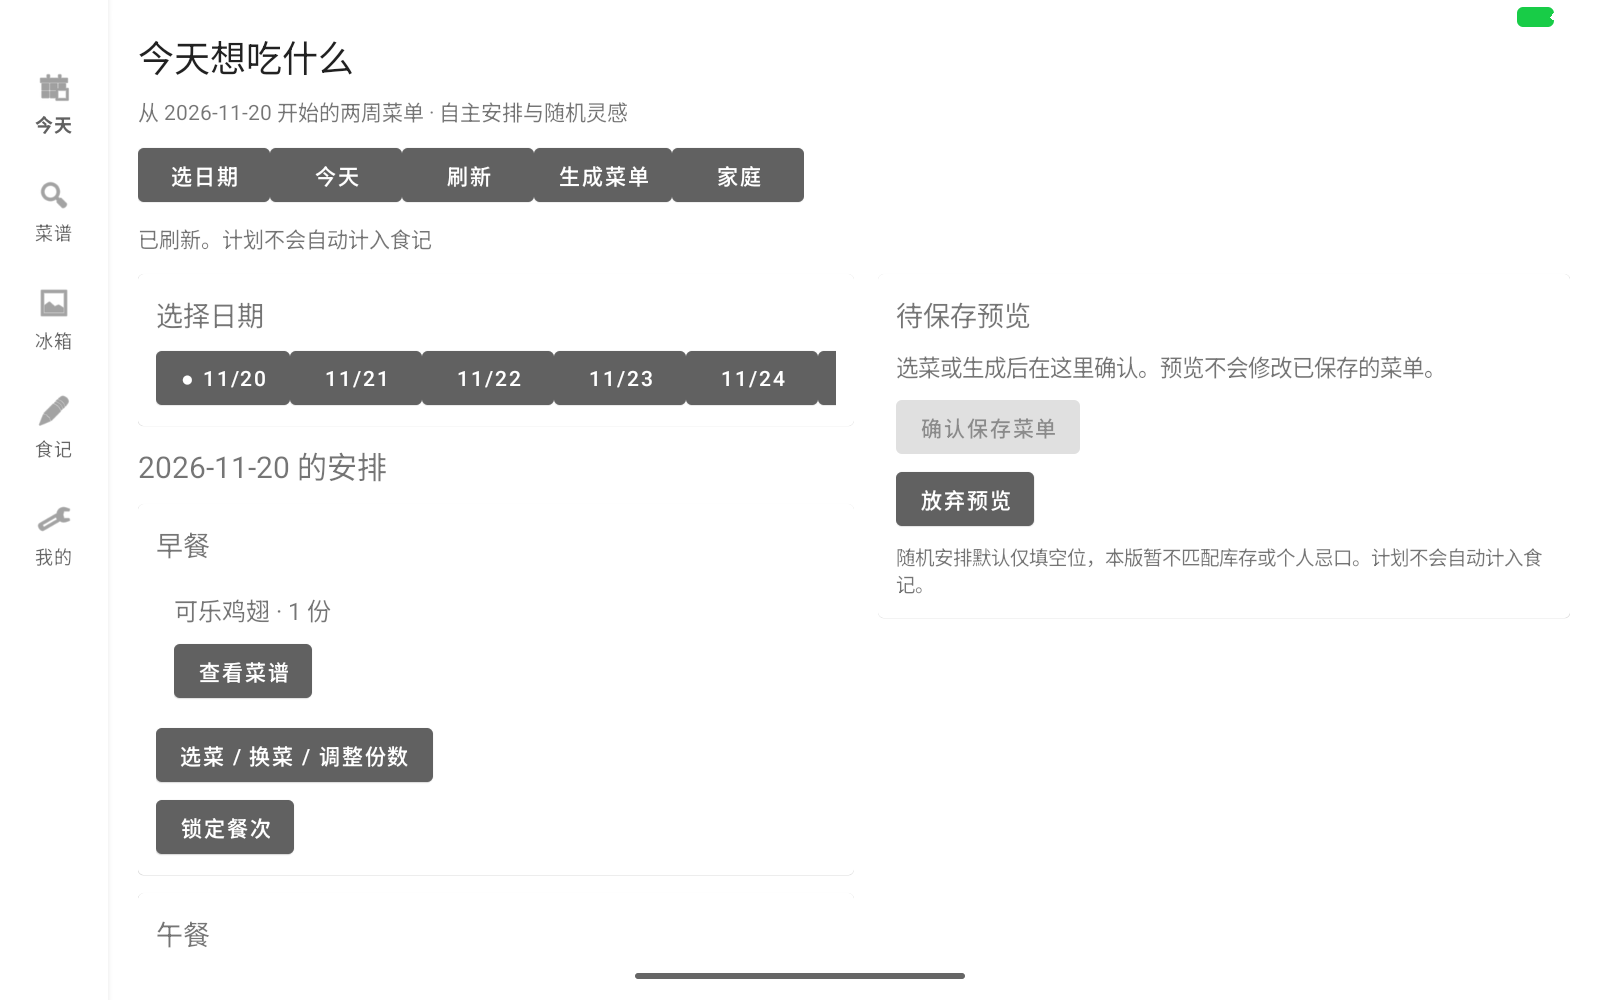 今天
菜谱
冰箱
食记
我的
今天想吃什么
从 2026-11-20 开始的两周菜单 · 自主安排与随机灵感
选日期 今天 刷新 生成菜单 家庭
已刷新。计划不会自动计入食记
选择日期
● 11/20 11/21 11/22 11/23 11/24
2026-11-20 的安排
早餐
可乐鸡翅 · 1 份
查看菜谱
选菜 / 换菜 / 调整份数
锁定餐次
午餐
待保存预览
选菜或生成后在这里确认。预览不会修改已保存的菜单。
确认保存菜单
放弃预览
随机安排默认仅填空位，本版暂不匹配库存或个人忌口。计划不会自动计入食
记。